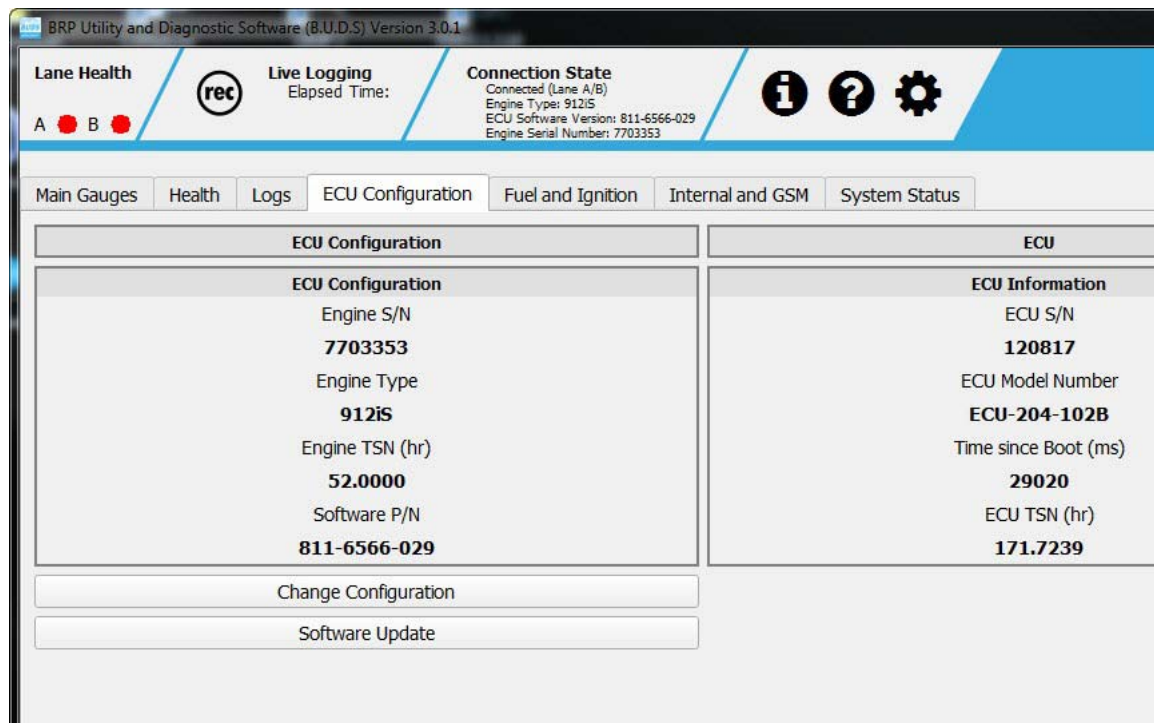 BRP Utility and Diagnostic Software (B.U.D.S) Version 3.0.1
Lane Health
A B
rec
Live Logging
Elapsed Time:
Connection State
Connected (Lane A/B)
Engine Type: 912iS
ECU Software Version: 811-6566-029
Engine Serial Number: 7703353
Main Gauges
Health
Logs
ECU Configuration
Fuel and Ignition
Internal and GSM
System Status
ECU Configuration
ECU Configuration
Engine S/N
7703353
Engine Type
912iS
Engine TSN (hr)
52.0000
Software P/N
811-6566-029
Change Configuration
Software Update
ECU
ECU Information
ECU S/N
120817
ECU Model Number
ECU-204-102B
Time since Boot (ms)
29020
ECU TSN (hr)
171.7239